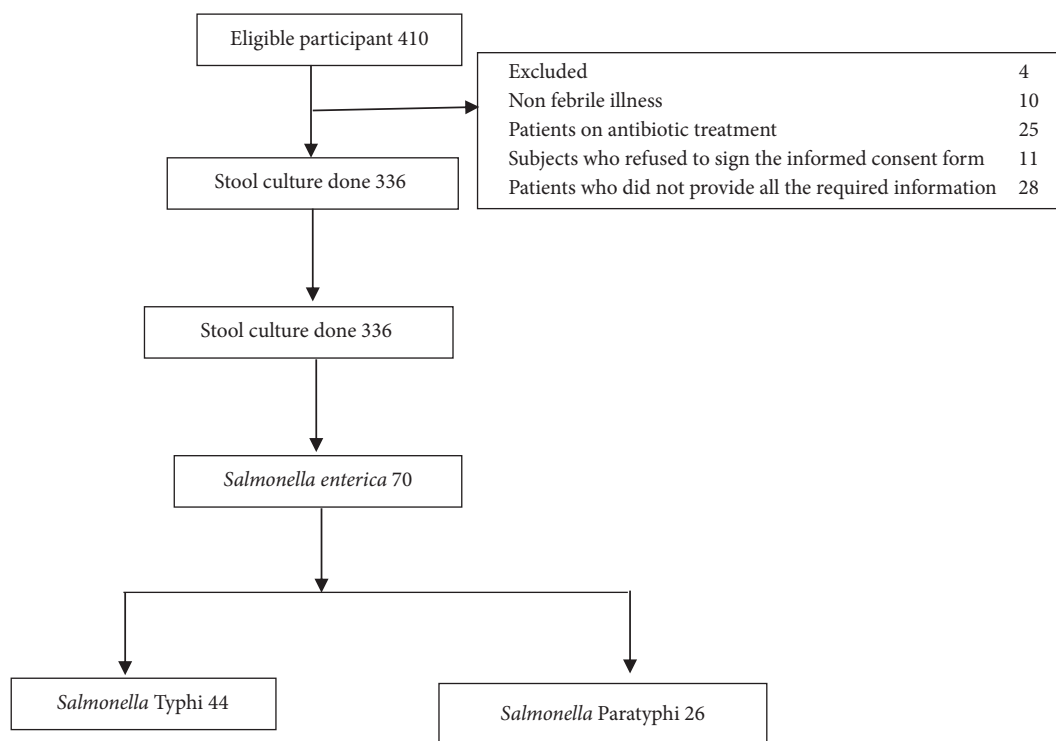 Eligible participant 410
Excluded 4
Non febrile illness 10
Patients on antibiotic treatment 25
Subjects who refused to sign the informed consent form 11
Patients who did not provide all the required information 28
Stool culture done 336
Stool culture done 336
Salmonella enterica 70
Salmonella Typhi 44
Salmonella Paratyphi 26